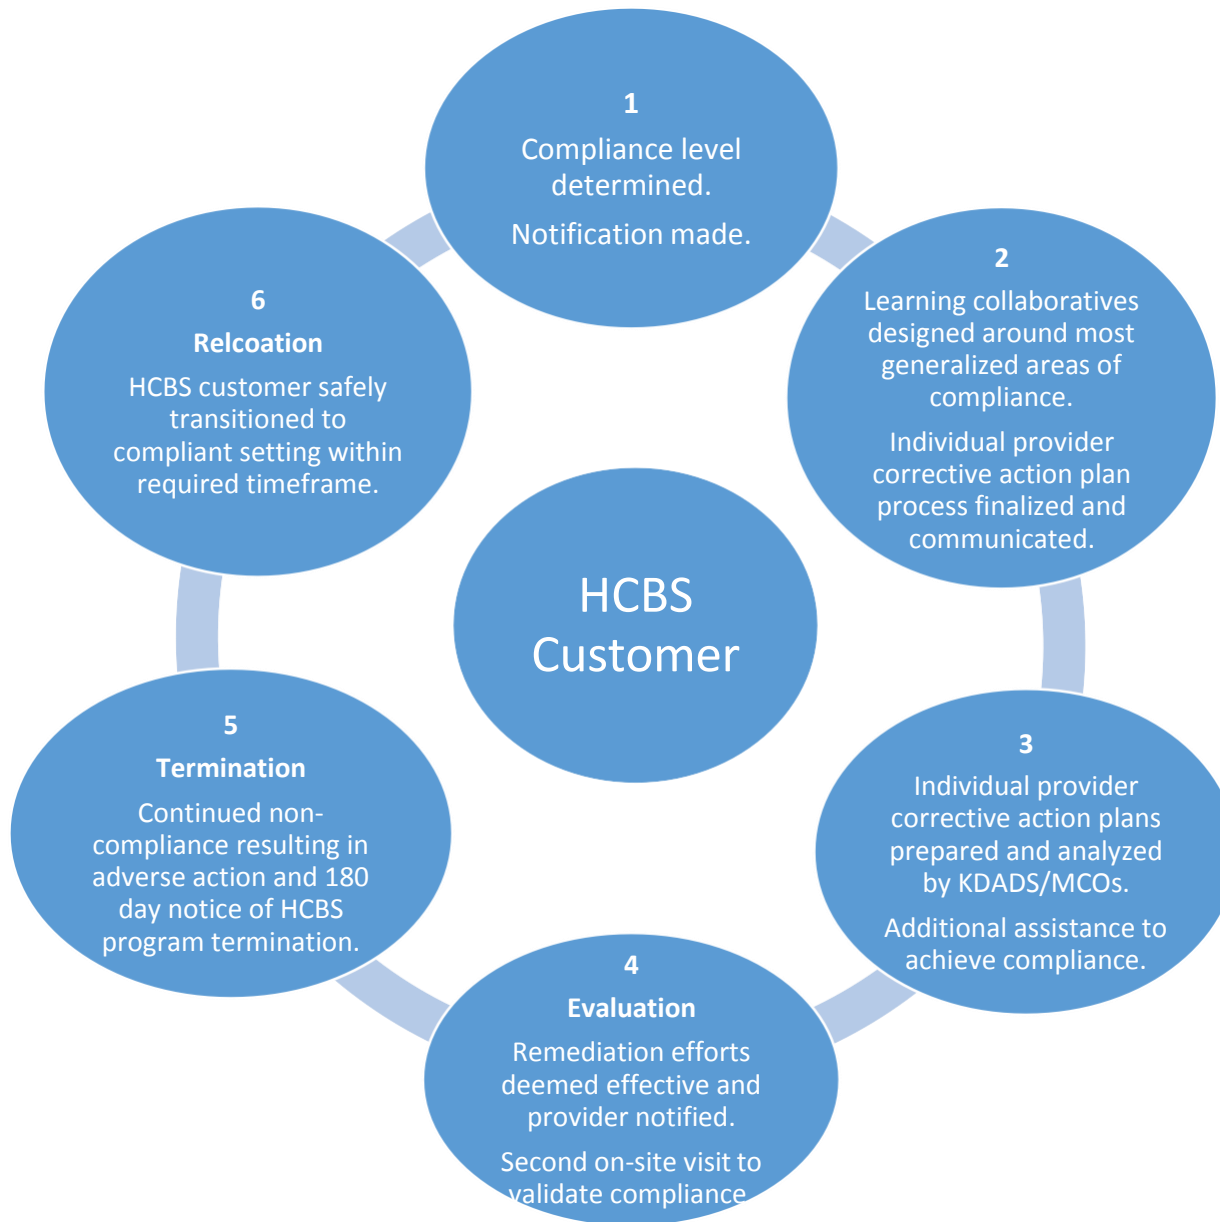 1
Compliance level
determined.
Notification made.
2
Learning collaboratives
designed around most
generalized areas of
compliance.
Individual provider
corrective action plan
process finalized and
communicated.
3
Individual provider
corrective action plans
prepared and analyzed
by KDADS/MCOs.
Additional assistance to
achieve compliance.
4
Evaluation
Remediation efforts
deemed effective and
provider notified.
Second on-site visit to
validate compliance.
5
Termination
Continued non-
compliance resulting in
adverse action and 180
day notice of HCBS
program termination.
6
Relcoation
HCBS customer safely
transitioned to
compliant setting within
required timeframe.
HCBS
Customer